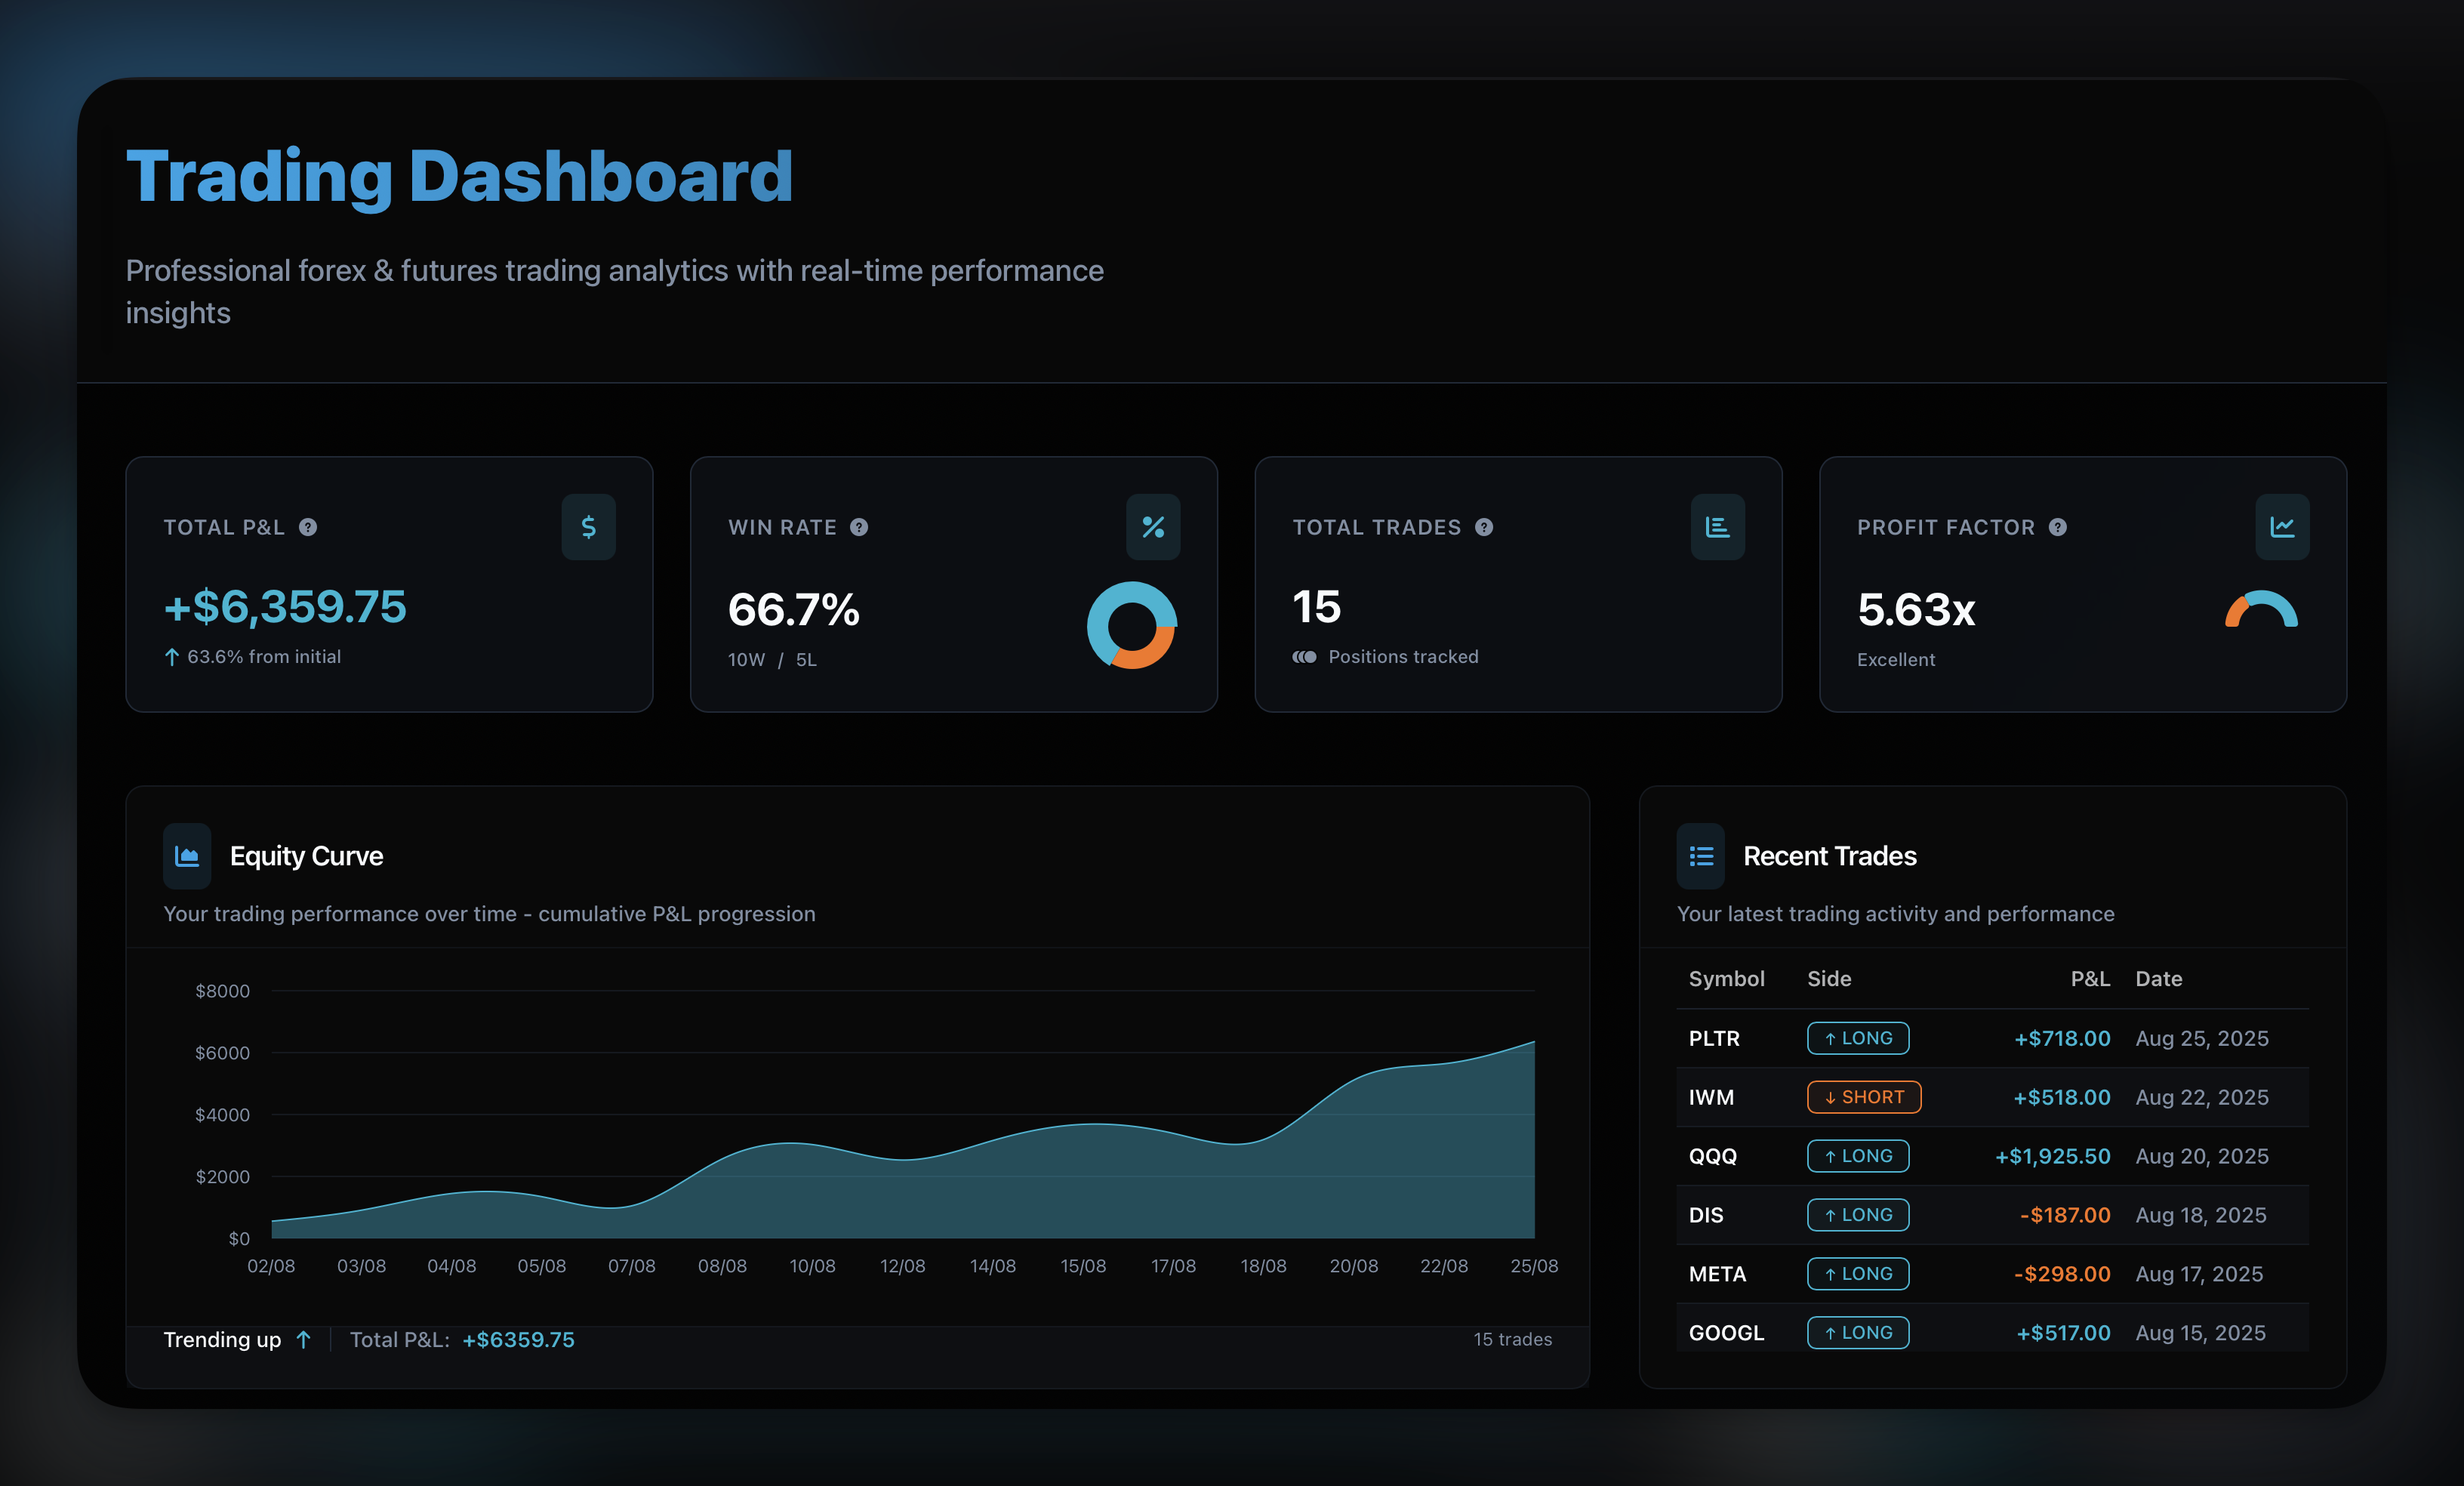 Trading Dashboard
Professional forex & futures trading analytics with real-time performance
insights
TOTAL P&L ?
$
+$6,359.75
↑ 63.6% from initial
WIN RATE ?
%
66.7%
10W / 5L
TOTAL TRADES ?
15
Positions tracked
PROFIT FACTOR ?
5.63x
Excellent
Equity Curve
Your trading performance over time - cumulative P&L progression
$8000
$6000
$4000
$2000
$0
02/08 03/08 04/08 05/08 07/08 08/08 10/08 12/08 14/08 15/08 17/08 18/08 20/08 22/08 25/08
Trending up ↑ Total P&L: +$6359.75 15 trades
Recent Trades
Your latest trading activity and performance
Symbol Side P&L Date
PLTR ↑ LONG +$718.00 Aug 25, 2025
IWM ↓ SHORT +$518.00 Aug 22, 2025
QQQ ↑ LONG +$1,925.50 Aug 20, 2025
DIS ↑ LONG -$187.00 Aug 18, 2025
META ↑ LONG -$298.00 Aug 17, 2025
GOOGL ↑ LONG +$517.00 Aug 15, 2025